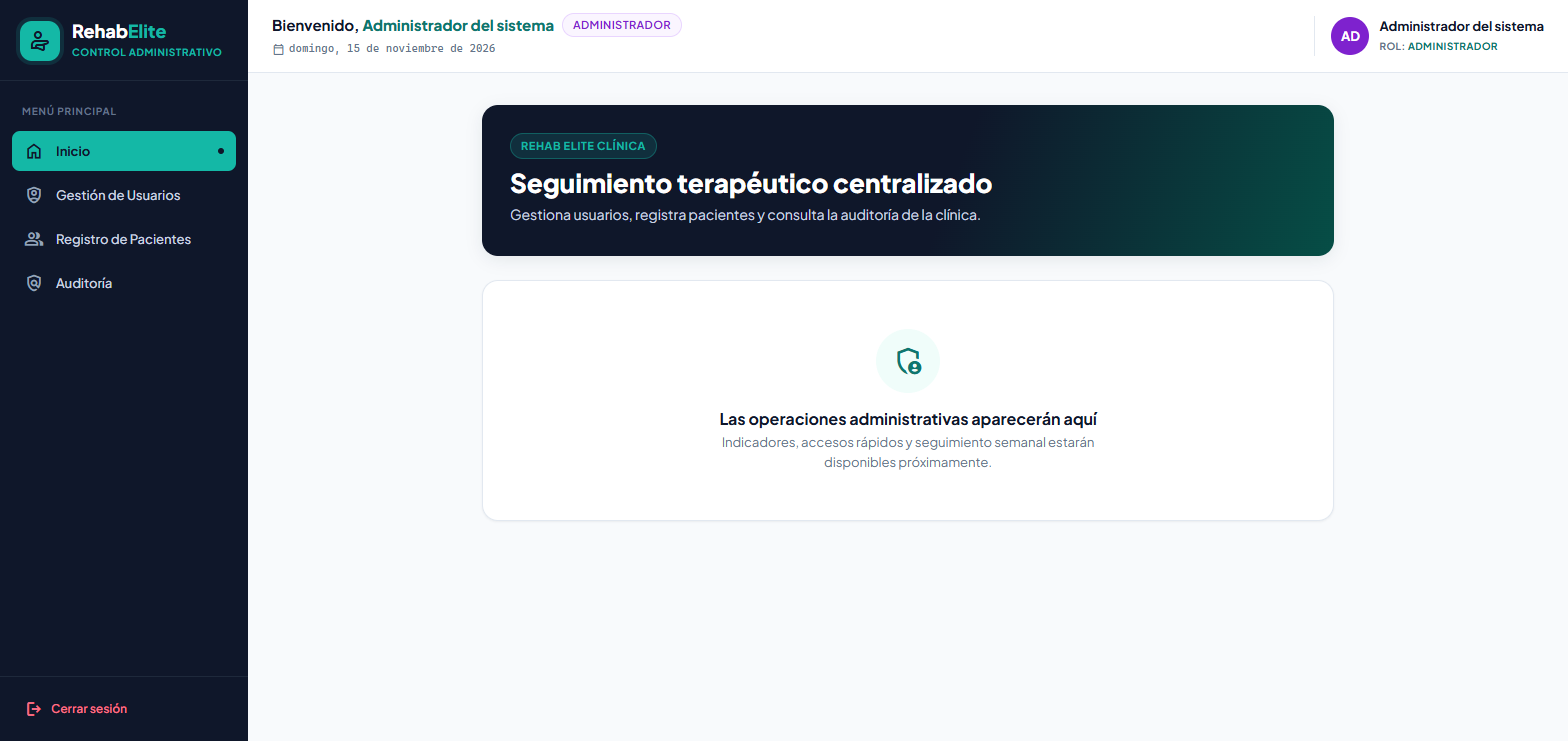 RehabElite
CONTROL ADMINISTRATIVO
MENÚ PRINCIPAL
Inicio
Gestión de Usuarios
Registro de Pacientes
Auditoría
Cerrar sesión
Bienvenido, Administrador del sistema ADMINISTRADOR
domingo, 15 de noviembre de 2026
AD
Administrador del sistema
ROL: ADMINISTRADOR
REHAB ELITE CLÍNICA
Seguimiento terapéutico centralizado
Gestiona usuarios, registra pacientes y consulta la auditoría de la clínica.
Las operaciones administrativas aparecerán aquí
Indicadores, accesos rápidos y seguimiento semanal estarán
disponibles próximamente.